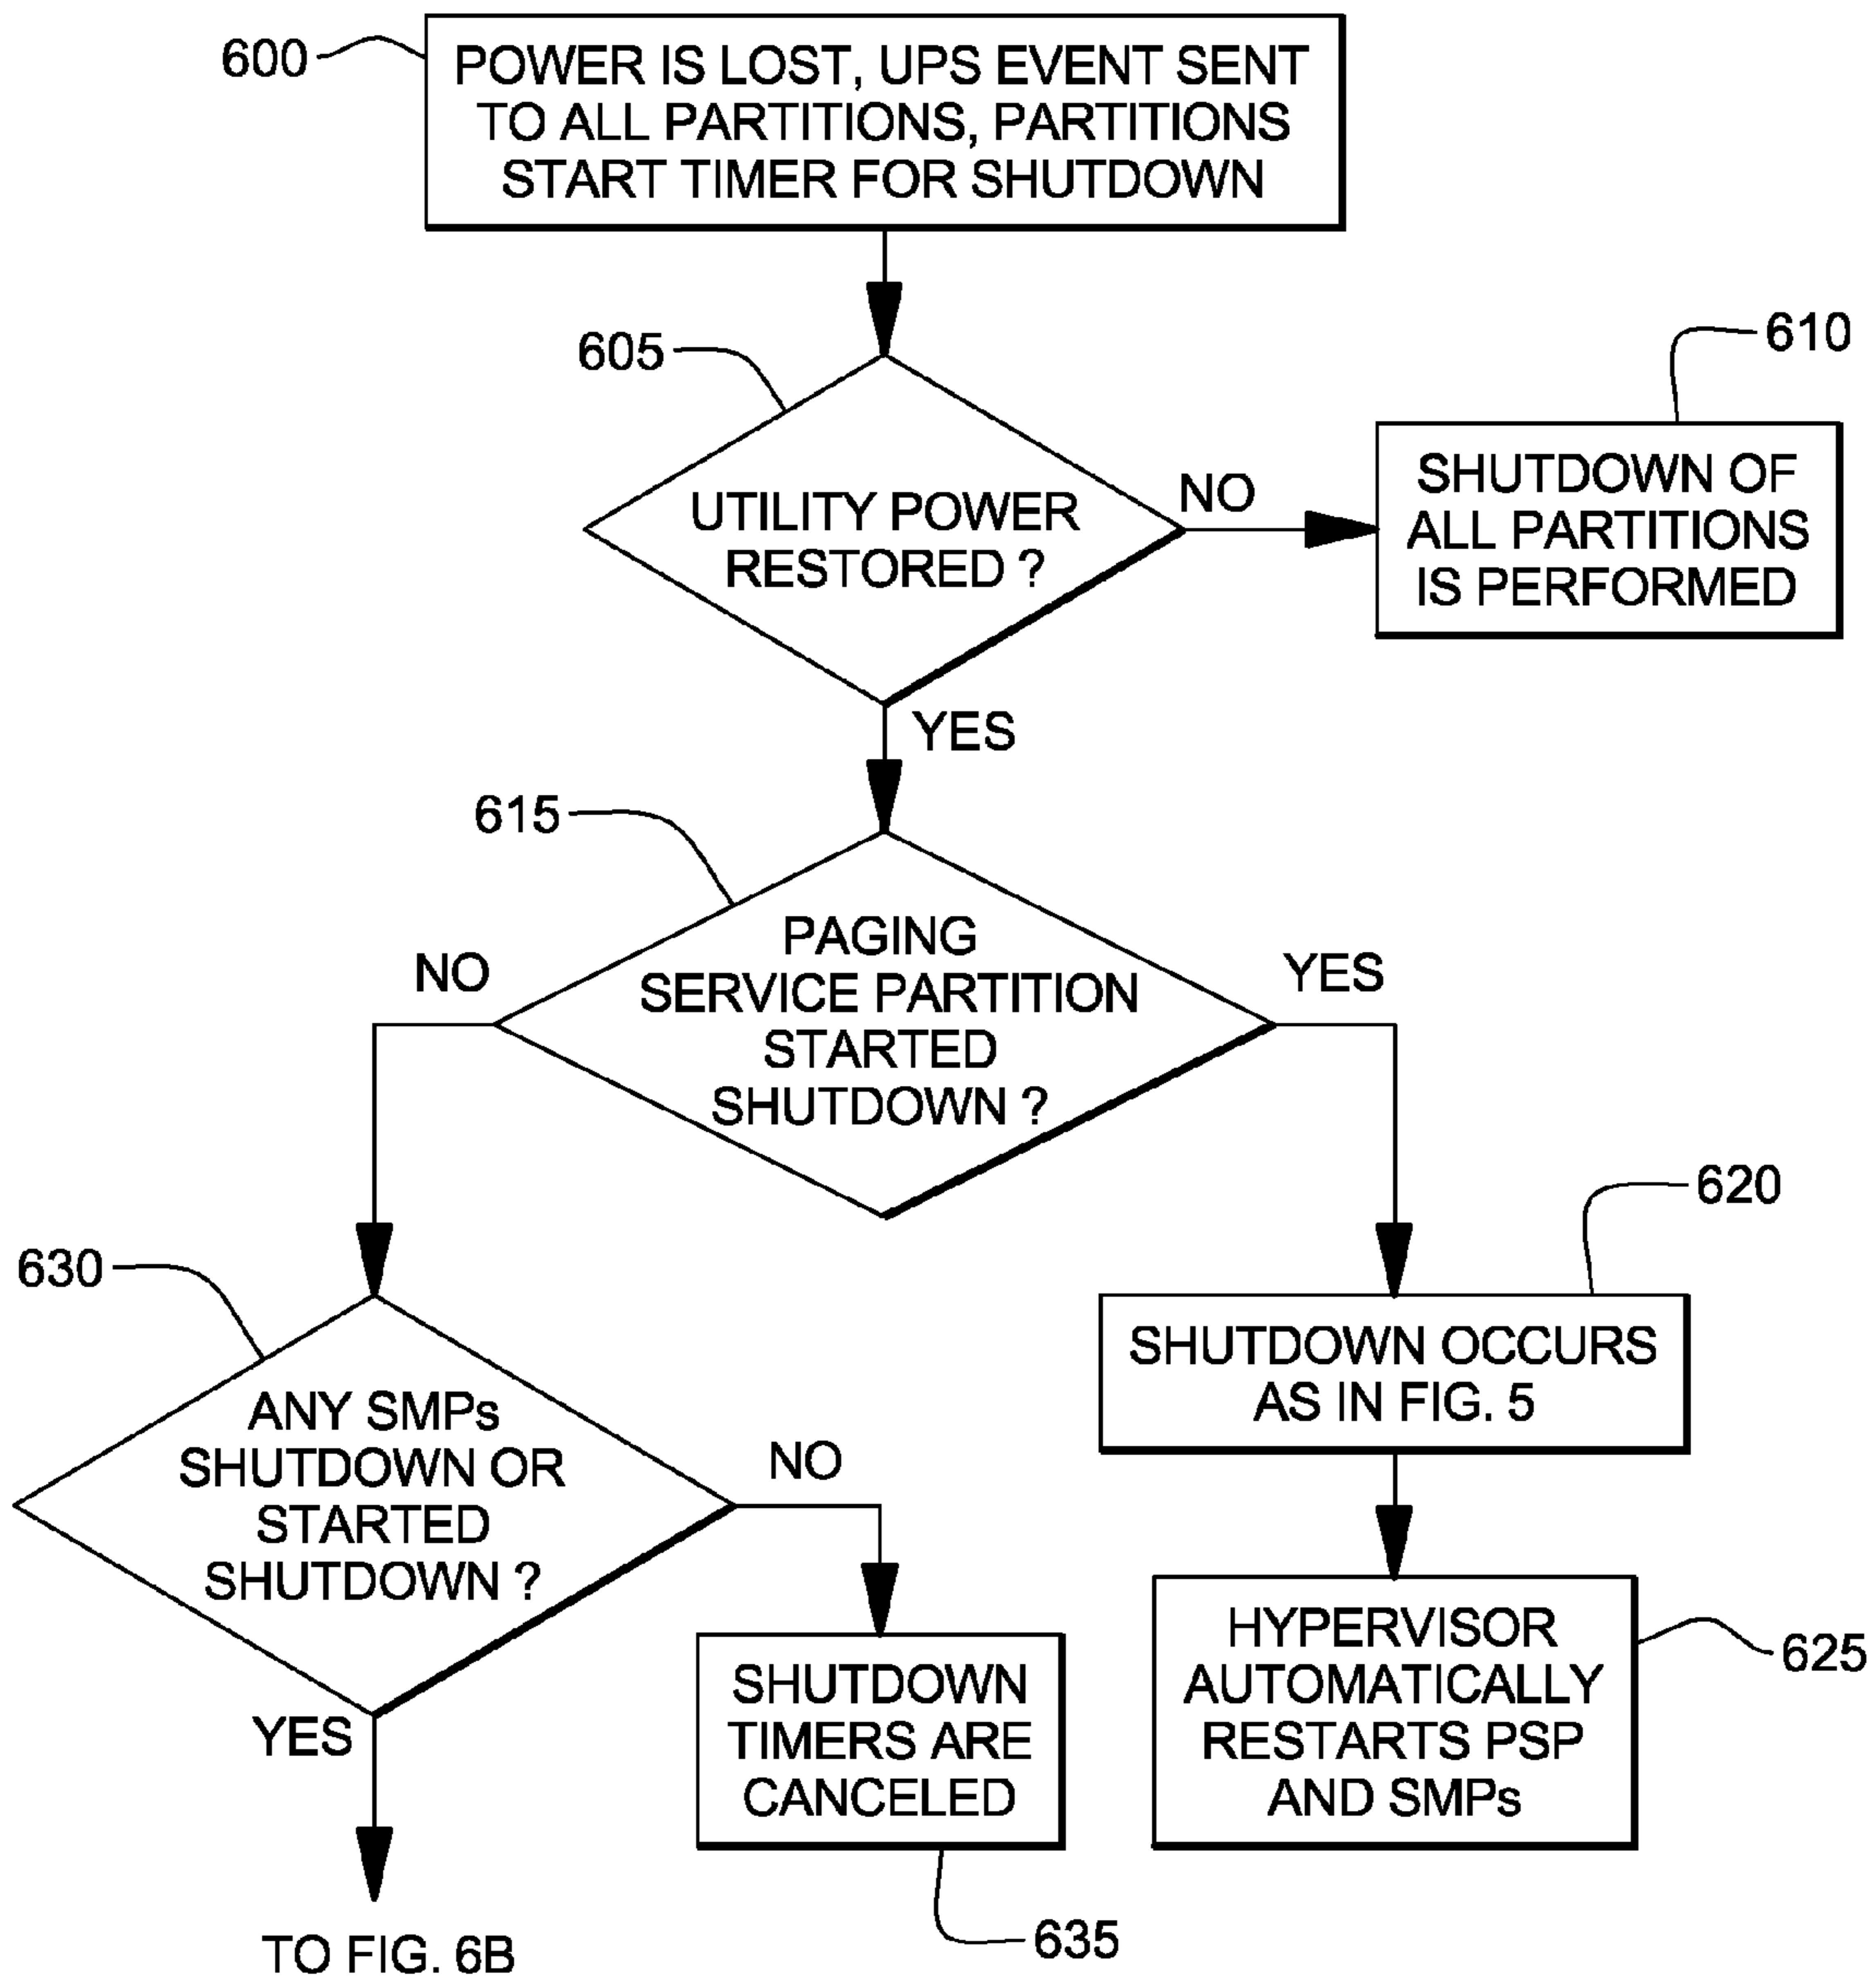 600
POWER IS LOST, UPS EVENT SENT
TO ALL PARTITIONS, PARTITIONS
START TIMER FOR SHUTDOWN
605
UTILITY POWER
RESTORED ?
NO
610
SHUTDOWN OF
ALL PARTITIONS
IS PERFORMED
YES
615
PAGING
SERVICE PARTITION
STARTED
SHUTDOWN ?
NO
YES
620
SHUTDOWN OCCURS
AS IN FIG. 5
630
ANY SMPs
SHUTDOWN OR
STARTED
SHUTDOWN ?
NO
YES
SHUTDOWN
TIMERS ARE
CANCELED
635
HYPERVISOR
AUTOMATICALLY
RESTARTS PSP
AND SMPs
625
TO FIG. 6B